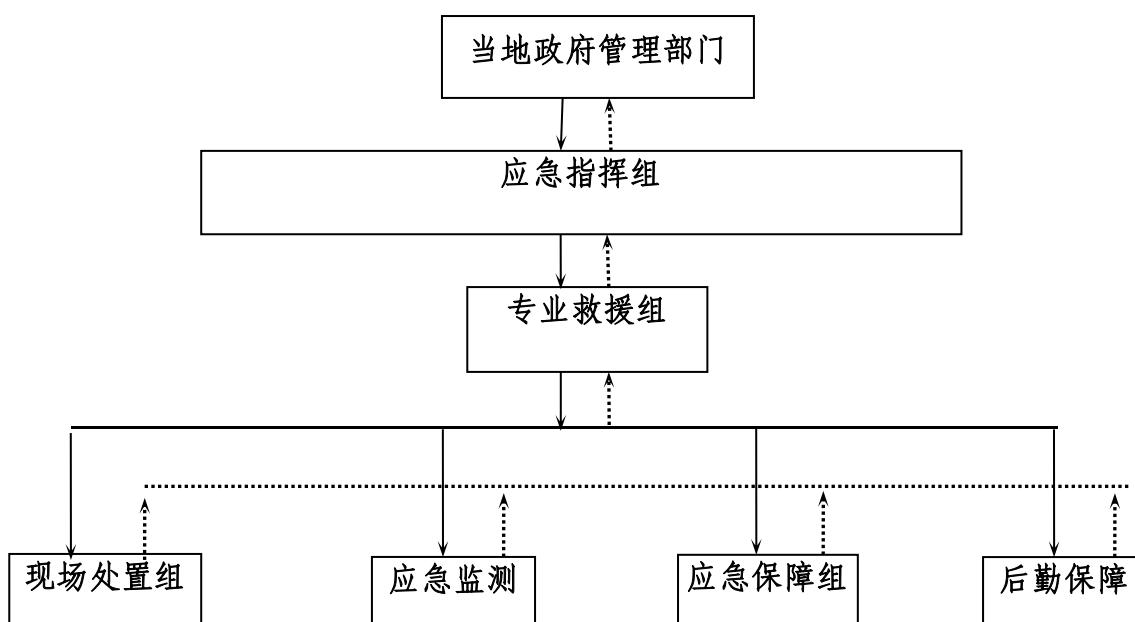 当地政府管理部门
应急指挥组
专业救援组
现场处置组
应急监测
应急保障组
后勤保障